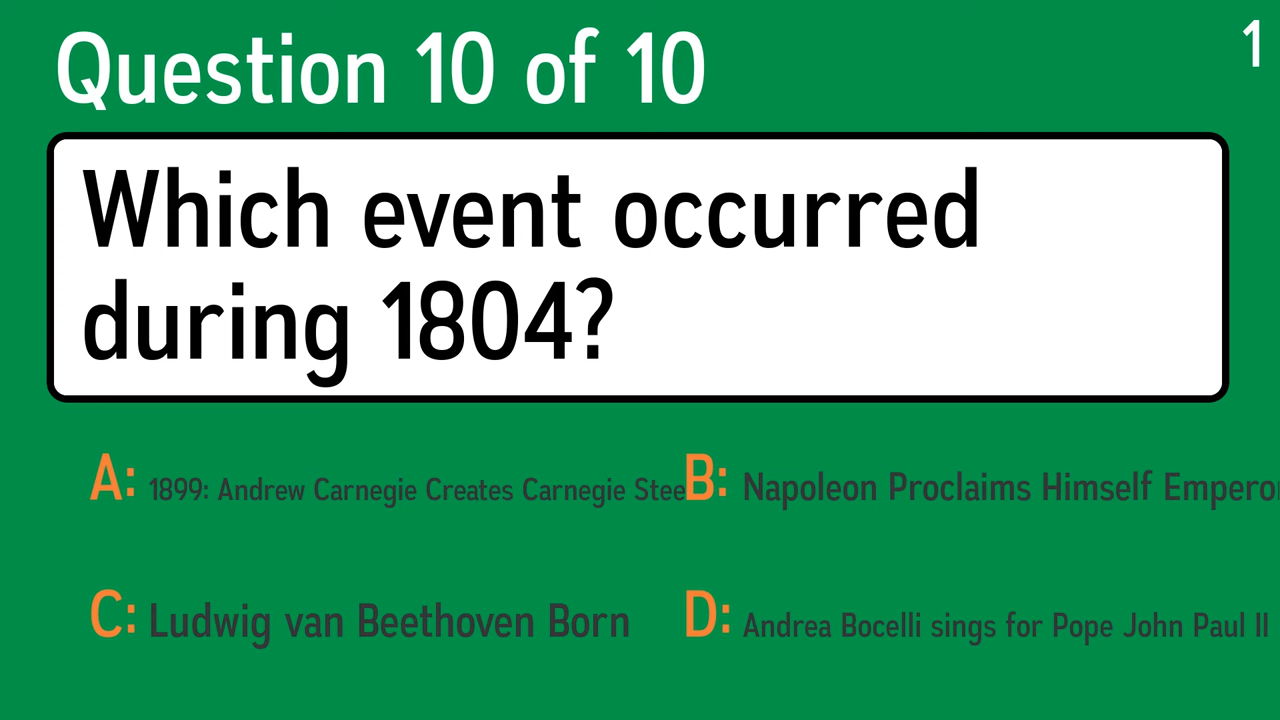 Question 10 of 10
1
Which event occurred
during 1804?
A: 1899: Andrew Carnegie Creates Carnegie Stee
B: Napoleon Proclaims Himself Emperor
C: Ludwig van Beethoven Born
D: Andrea Bocelli sings for Pope John Paul II